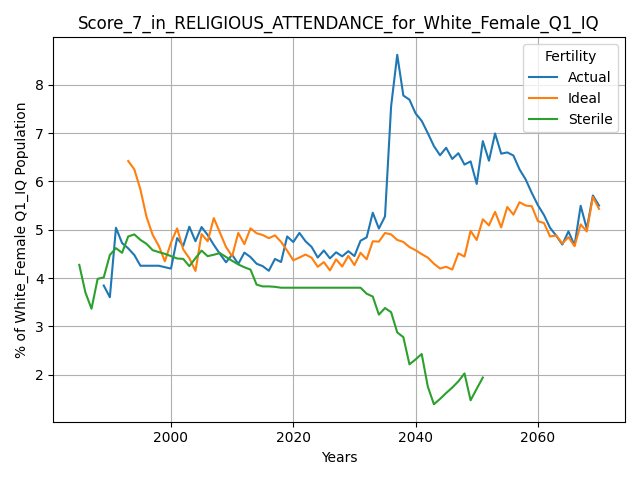 Score_7_in_RELIGIOUS_ATTENDANCE_for_White_Female_Q1_IQ
Fertility
Actual
Ideal
Sterile
% of White_Female Q1_IQ Population
8
7
6
5
4
3
2
2000
2020
2040
2060
Years